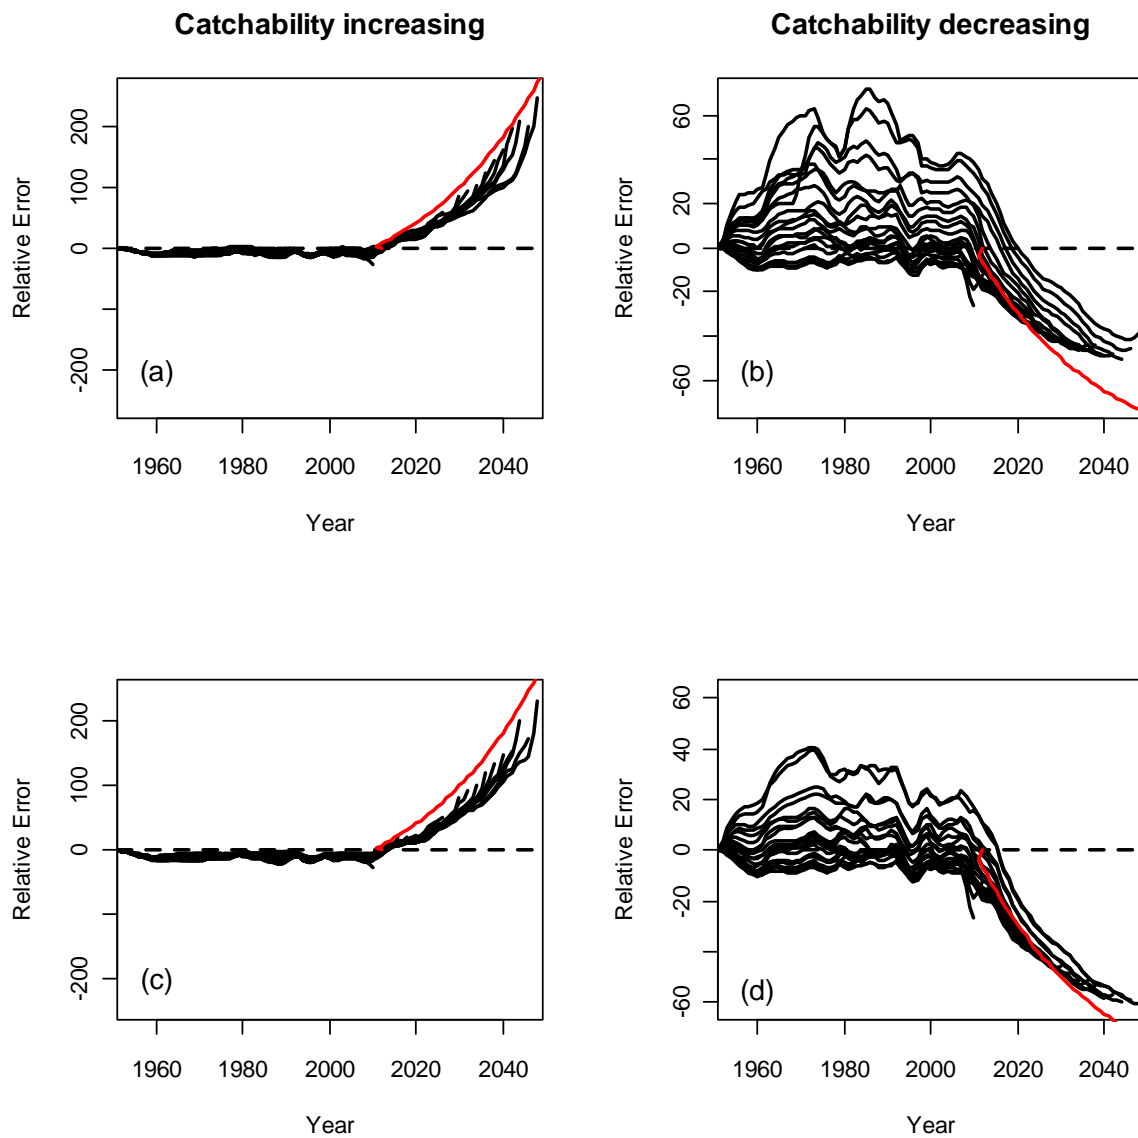 Catchability increasing
Catchability decreasing
Relative Error
200
100
0
-200
(a)
1960 1980 2000 2020 2040
Year
Relative Error
60
20
0
-20
-60
(b)
1960 1980 2000 2020 2040
Year
Relative Error
200
100
0
-200
(c)
1960 1980 2000 2020 2040
Year
Relative Error
60
40
20
0
-20
-60
(d)
1960 1980 2000 2020 2040
Year